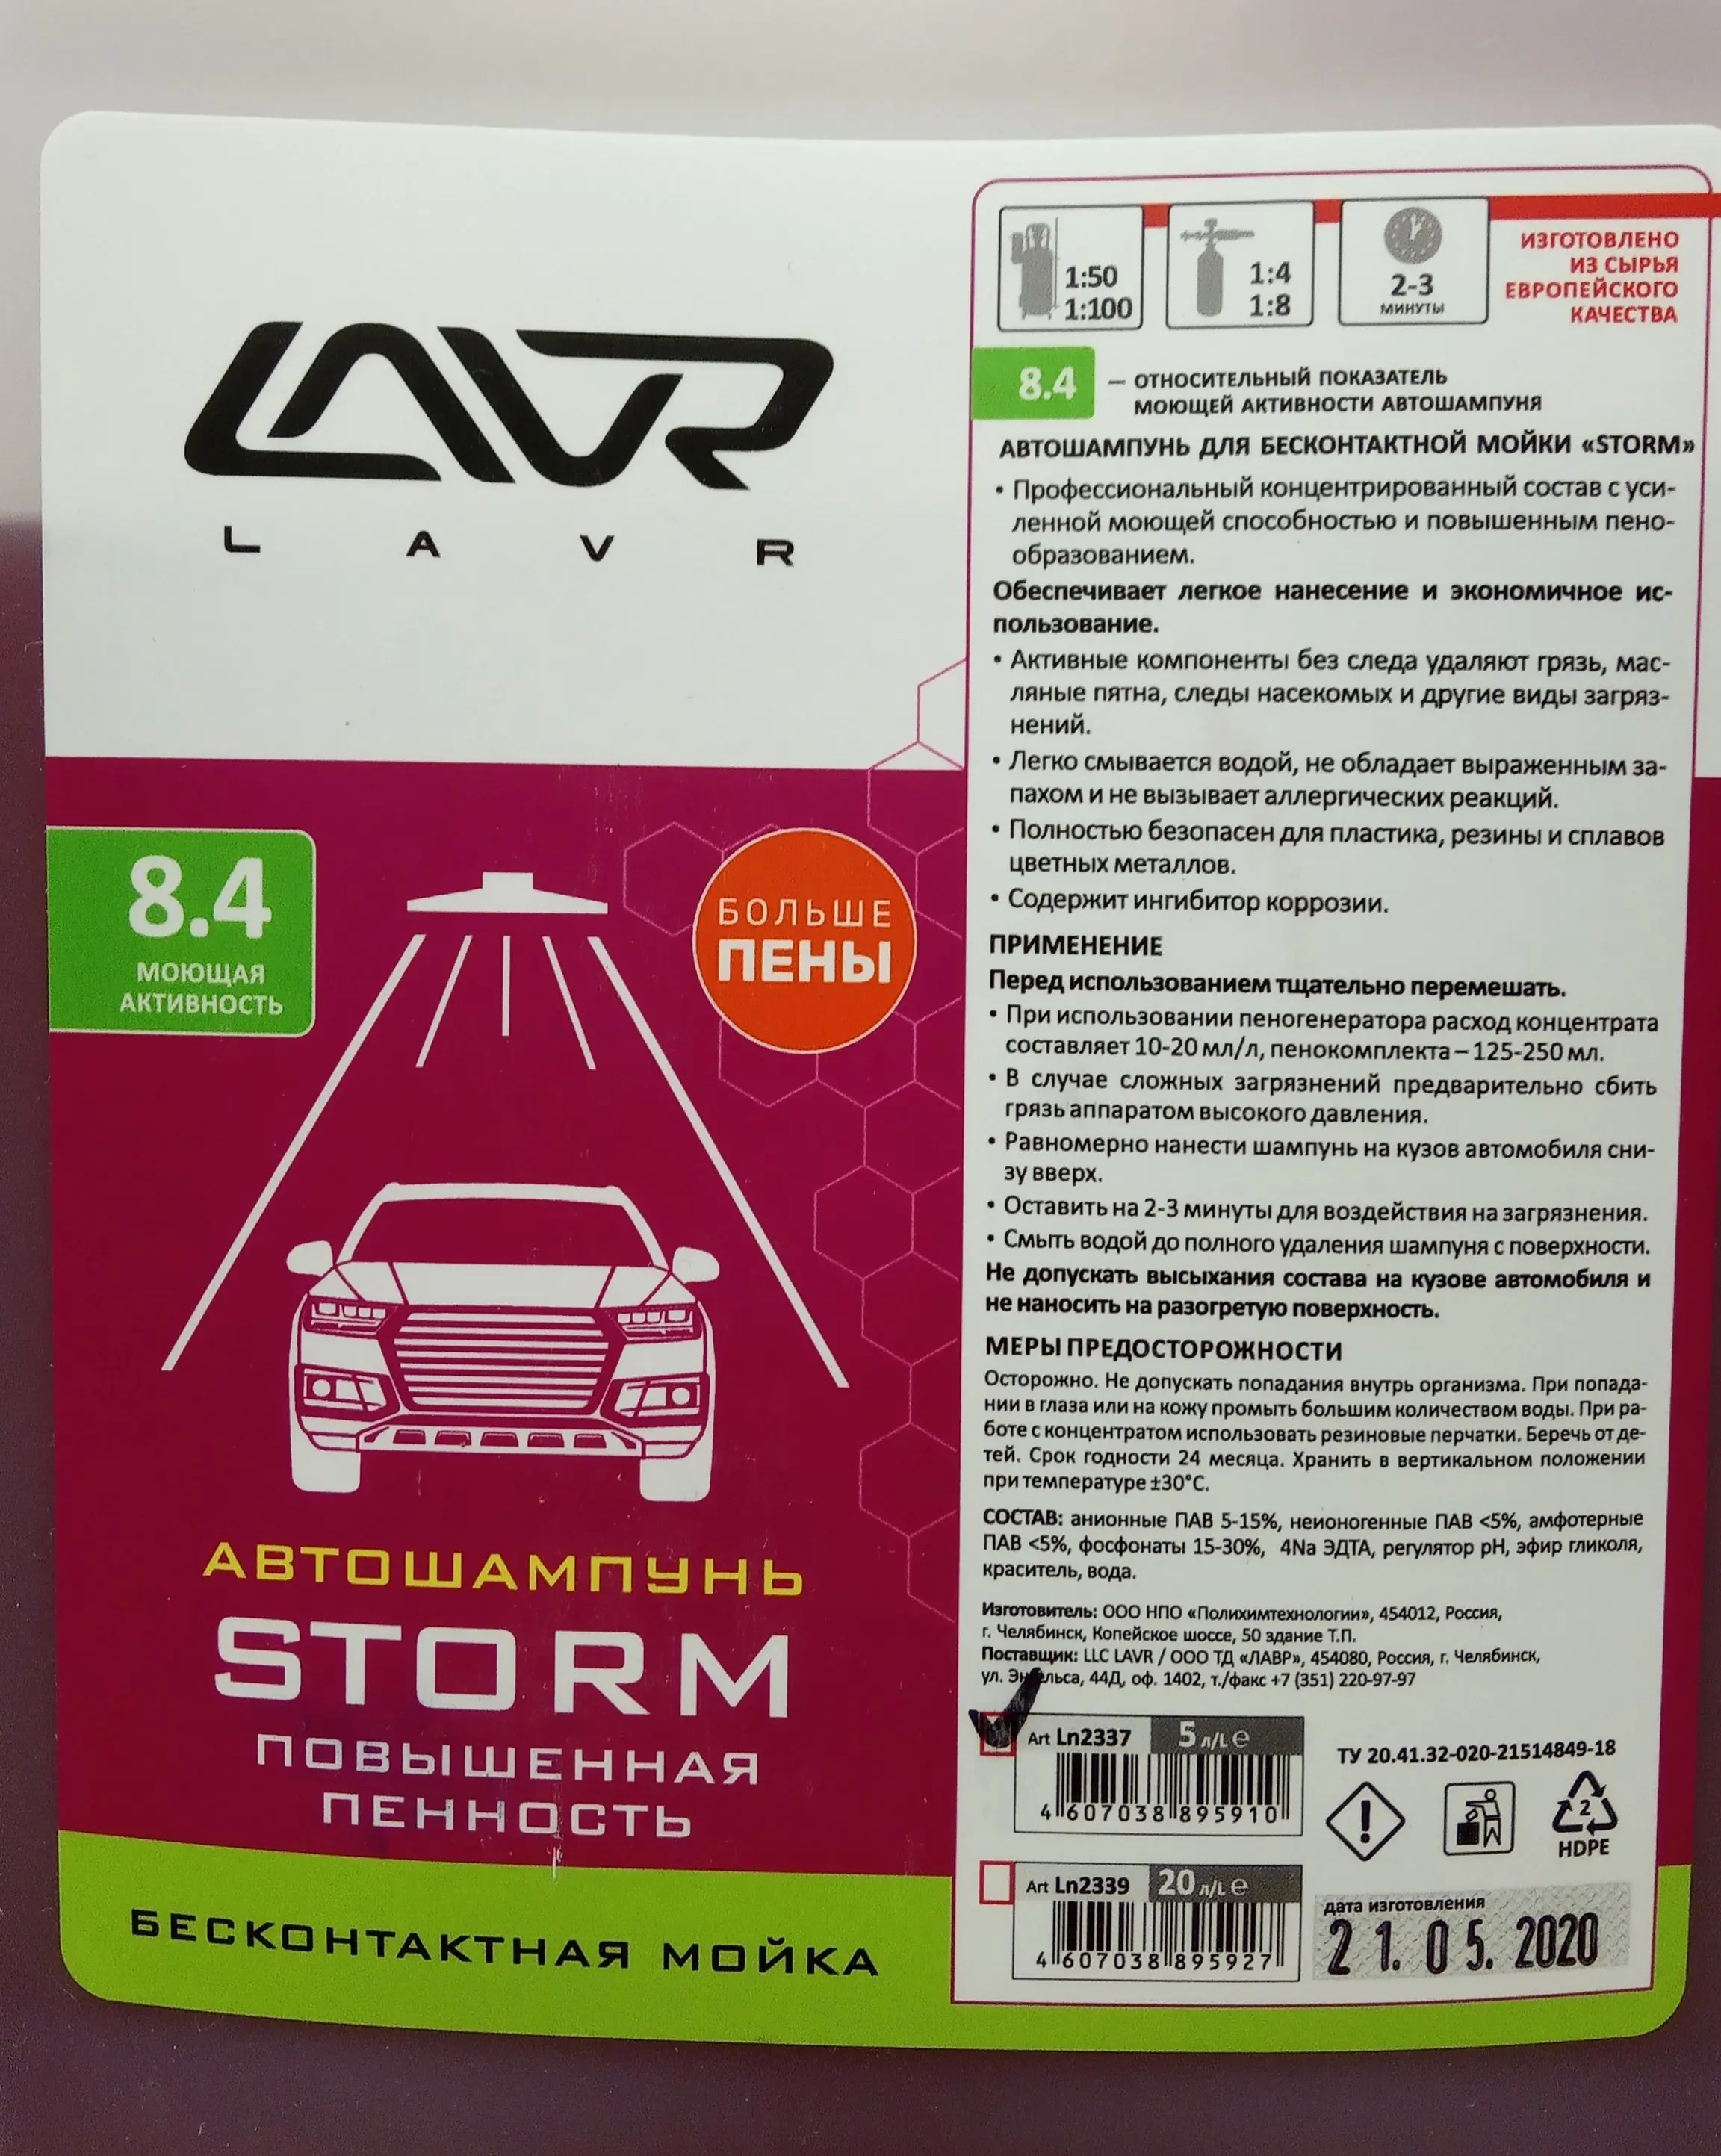 LAVR
L A V R
8.4
МОЮЩАЯ
АКТИВНОСТЬ
БОЛЬШЕ
ПЕНЫ
АВТОШАМПУНЬ
STORM
ПОВЫШЕННАЯ
ПЕННОСТЬ
БЕСКОНТАКТНАЯ МОЙКА
1:50
1:100
1:4
1:8
2-3
МИНУТЫ
ИЗГОТОВЛЕНО
ИЗ СЫРЬЯ
ЕВРОПЕЙСКОГО
КАЧЕСТВА
8.4 — ОТНОСИТЕЛЬНЫЙ ПОКАЗАТЕЛЬ
МОЮЩЕЙ АКТИВНОСТИ АВТОШАМПУНЯ
АВТОШАМПУНЬ ДЛЯ БЕСКОНТАКТНОЙ МОЙКИ «STORM»
• Профессиональный концентрированный состав с уси-
ленной моющей способностью и повышенным пено-
образованием.
Обеспечивает легкое нанесение и экономичное ис-
пользование.
• Активные компоненты без следа удаляют грязь, мас-
ляные пятна, следы насекомых и другие виды загряз-
нений.
• Легко смывается водой, не обладает выраженным за-
пахом и не вызывает аллергических реакций.
• Полностью безопасен для пластика, резины и сплавов
цветных металлов.
• Содержит ингибитор коррозии.
ПРИМЕНЕНИЕ
Перед использованием тщательно перемешать.
• При использовании пеногенератора расход концентрата
составляет 10-20 мл/л, пенокомплекта – 125-250 мл.
• В случае сложных загрязнений предварительно сбить
грязь аппаратом высокого давления.
• Равномерно нанести шампунь на кузов автомобиля сни-
зу вверх.
• Оставить на 2-3 минуты для воздействия на загрязнения.
• Смыть водой до полного удаления шампуня с поверхности.
Не допускать высыхания состава на кузове автомобиля и
не наносить на разогретую поверхность.
МЕРЫ ПРЕДОСТОРОЖНОСТИ
Осторожно. Не допускать попадания внутрь организма. При попада-
нии в глаза или на кожу промыть большим количеством воды. При ра-
боте с концентратом использовать резиновые перчатки. Беречь от де-
тей. Срок годности 24 месяца. Хранить в вертикальном положении
при температуре ±30°С.
СОСТАВ: анионные ПАВ 5-15%, неионогенные ПАВ <5%, амфотерные
ПАВ <5%, фосфонаты 15-30%, 4Na ЭДТА, регулятор pH, эфир гликоля,
краситель, вода.
Изготовитель: ООО НПО «Полихимтехнологии», 454012, Россия,
г. Челябинск, Копейское шоссе, 50 здание Т.П.
Поставщик: LLC LAVR / ООО ТД «ЛАВР», 454080, Россия, г. Челябинск,
ул. Энгельса, 44Д, оф. 1402, т./факс +7 (351) 220-97-97
Art Ln2337 5 л/L e
4 607038 895910
ТУ 20.41.32-020-21514849-18
2
HDPE
Art Ln2339 20 л/L e
4 607038 895927
дата изготовления
21.05.2020